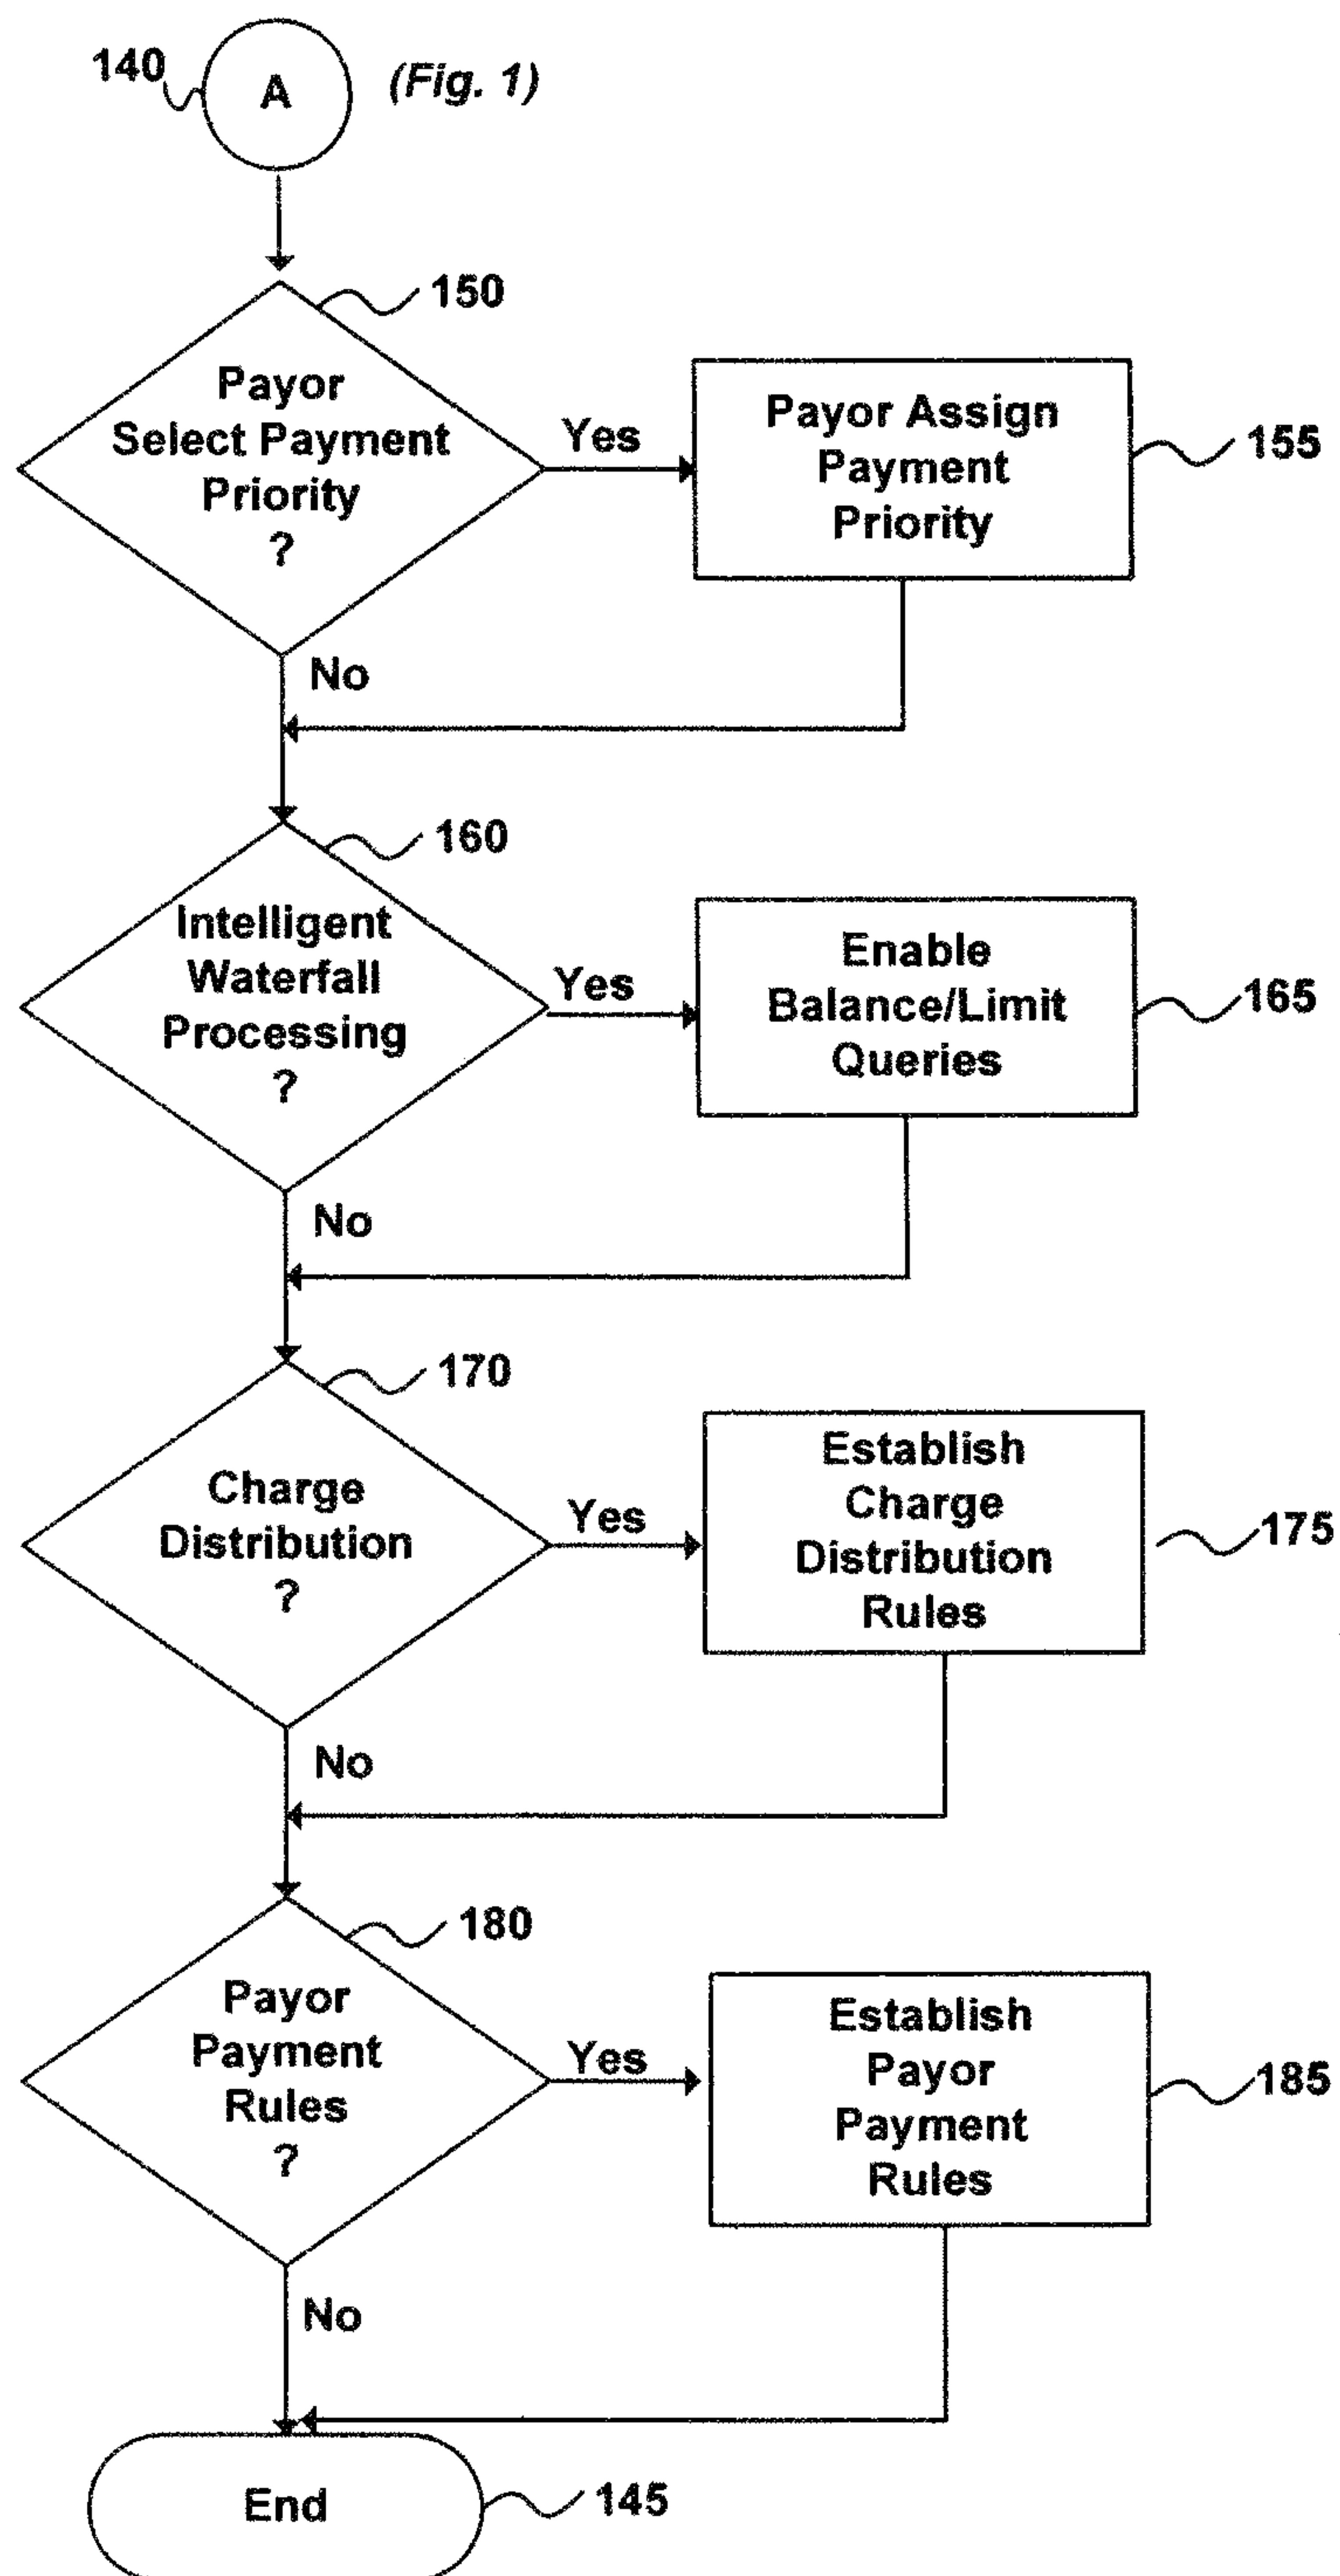 140
A
(Fig. 1)
150
Payor
Select Payment
Priority
?
Yes
Payor Assign
Payment
Priority
155
No
160
Intelligent
Waterfall
Processing
?
Yes
Enable
Balance/Limit
Queries
165
No
170
Charge
Distribution
?
Yes
Establish
Charge
Distribution
Rules
175
No
180
Payor
Payment
Rules
?
Yes
Establish
Payor
Payment
Rules
185
No
End
145